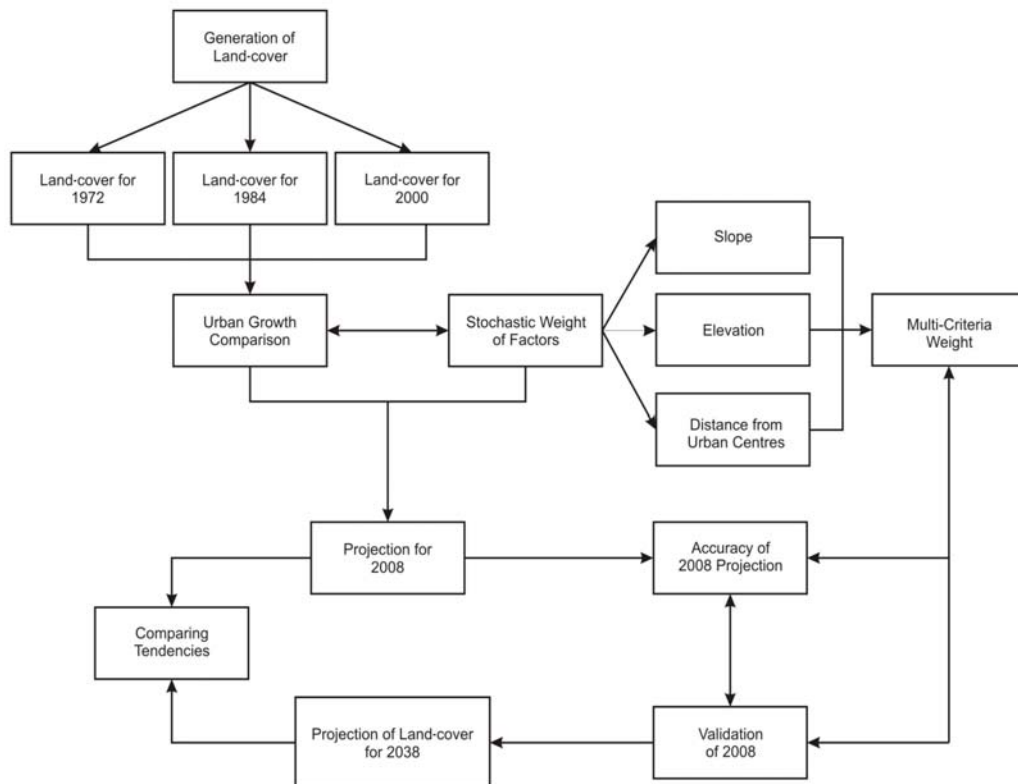 Generation of
Land-cover
Land-cover for
1972
Land-cover for
1984
Land-cover for
2000
Slope
Urban Growth
Comparison
Stochastic Weight
of Factors
Elevation
Multi-Criteria
Weight
Distance from
Urban Centres
Projection for
2008
Accuracy of
2008 Projection
Comparing
Tendencies
Projection of Land-cover
for 2038
Validation
of 2008